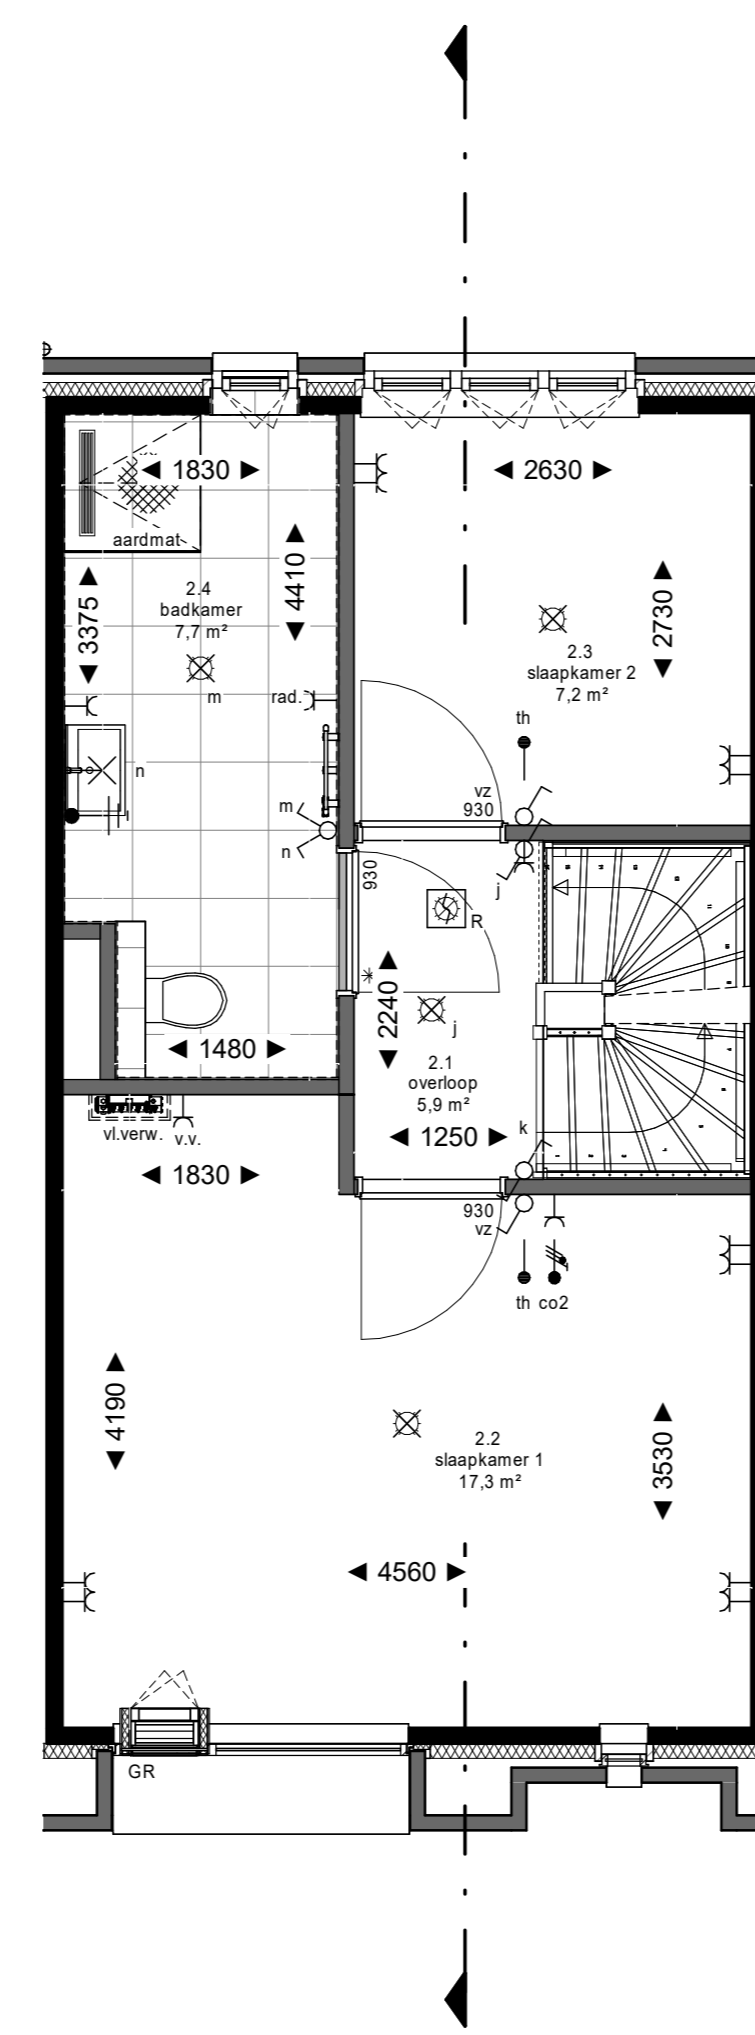 1830
2630
aardmat
4410
3375
2.4
badkamer
7,7 m²
2730
2.3
slaapkamer 2
7,2 m²
m
rad.
th
n
vz
930
m
n
930
j
R
2240
j
1480
2.1
overloop
5,9 m²
k
1250
vl.verw.
v.v.
1830
930
vz
th co2
4190
2.2
slaapkamer 1
17,3 m²
3530
4560
GR